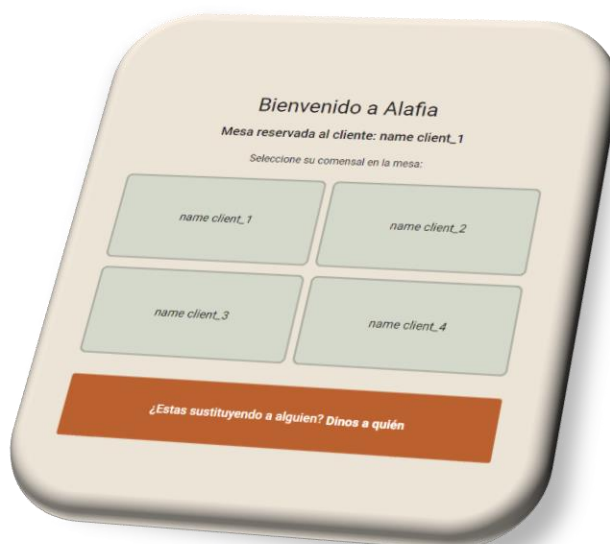 Bienvenido a Alafia
Mesa reservada al cliente: name client_1
Seleccione su comensal en la mesa:
name client_1
name client_2
name client_3
name client_4
¿Estas sustituyendo a alguien? Dinos a quién